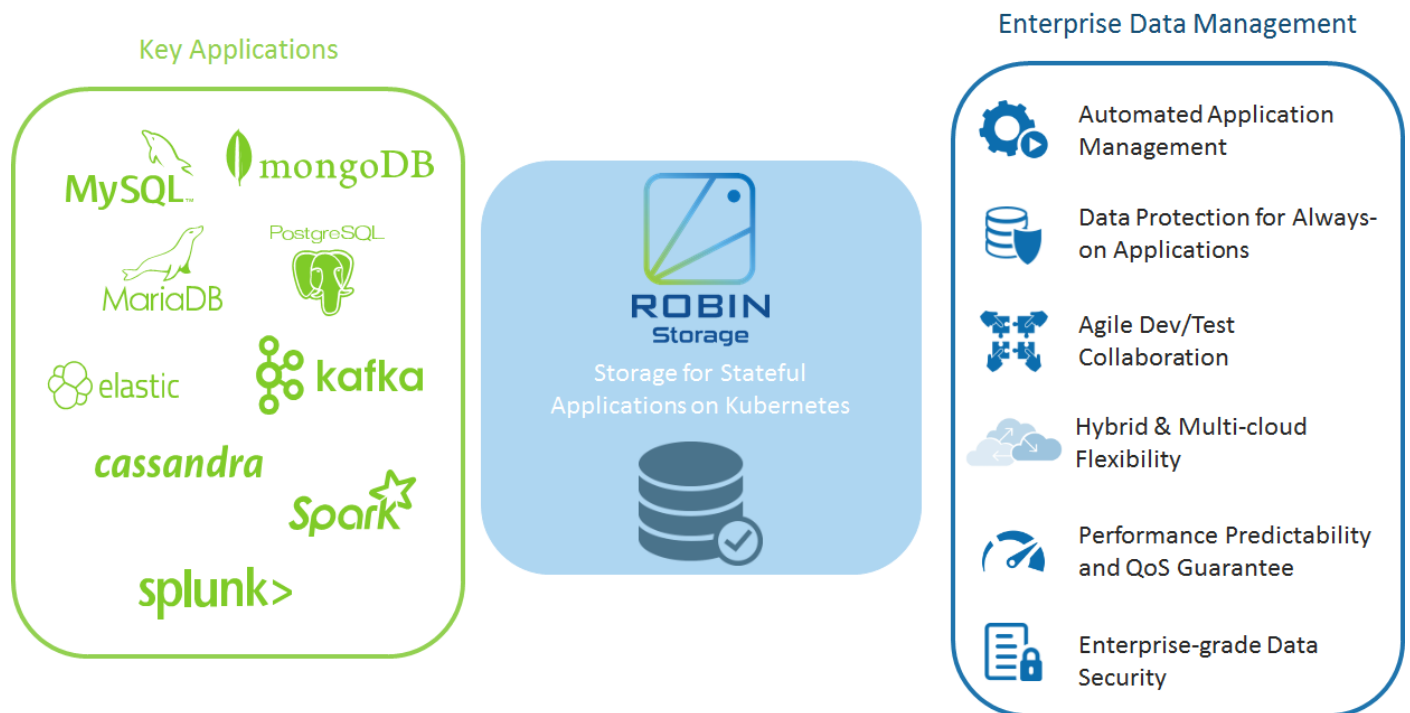 Key Applications
MySQL™
mongoDB
MariaDB
PostgreSQL
elastic
kafka
cassandra
Spark
splunk>
ROBIN
Storage
Storage for Stateful
Applications on Kubernetes
Enterprise Data Management
Automated Application
Management
Data Protection for Always-
on Applications
Agile Dev/Test
Collaboration
Hybrid & Multi-cloud
Flexibility
Performance Predictability
and QoS Guarantee
Enterprise-grade Data
Security